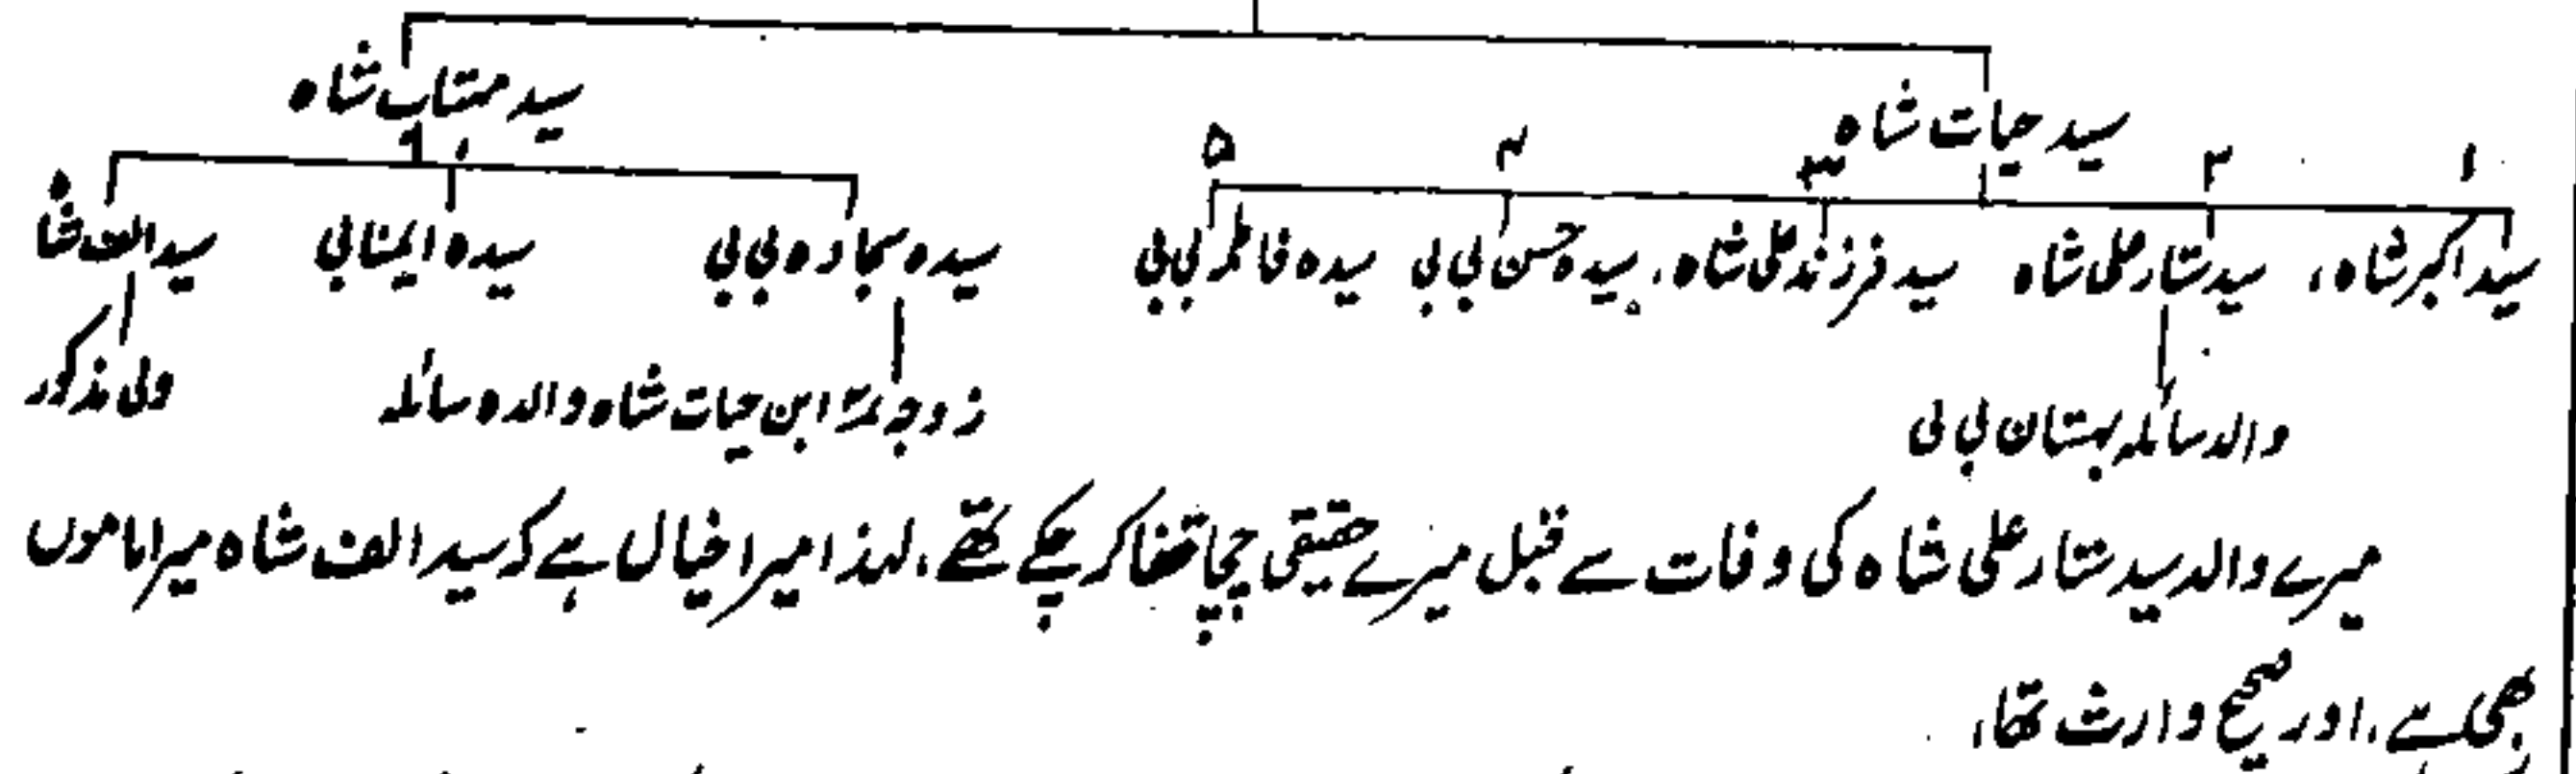 سید حیات شاہ سید مہتاب شاہ
۱ ۲ ۳ ۴ ۵
سید اکبر شاہ، سید ستار علی شاہ سید فرزند علی شاہ، سیدہ حسن بی بی سیدہ فاطمہ بی بی سیدہ سجادہ بی بی سیدہ ایمنا بی سید الف شاہ
والد سائلہ بہستان بی بی زوجہ ۲ ابن حیات شاہ والدہ سائلہ ولی مذکور
میرے والد سید ستار علی شاہ کی وفات سے قبل میرے حقیقی چچا قضا کر چکے تھے، لہذا میرا خیال ہے کہ سید الف شاہ میرا ماموں
بھی ہے، اور صحیح وارث تھا،